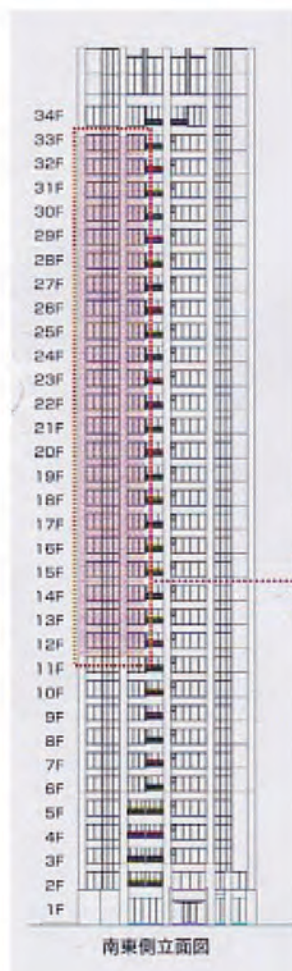 34F
33F
32F
31F
30F
29F
28F
27F
26F
25F
24F
23F
22F
21F
20F
19F
18F
17F
16F
15F
14F
13F
12F
11F
10F
9F
8F
7F
6F
5F
4F
3F
2F
1F
南東側立面図